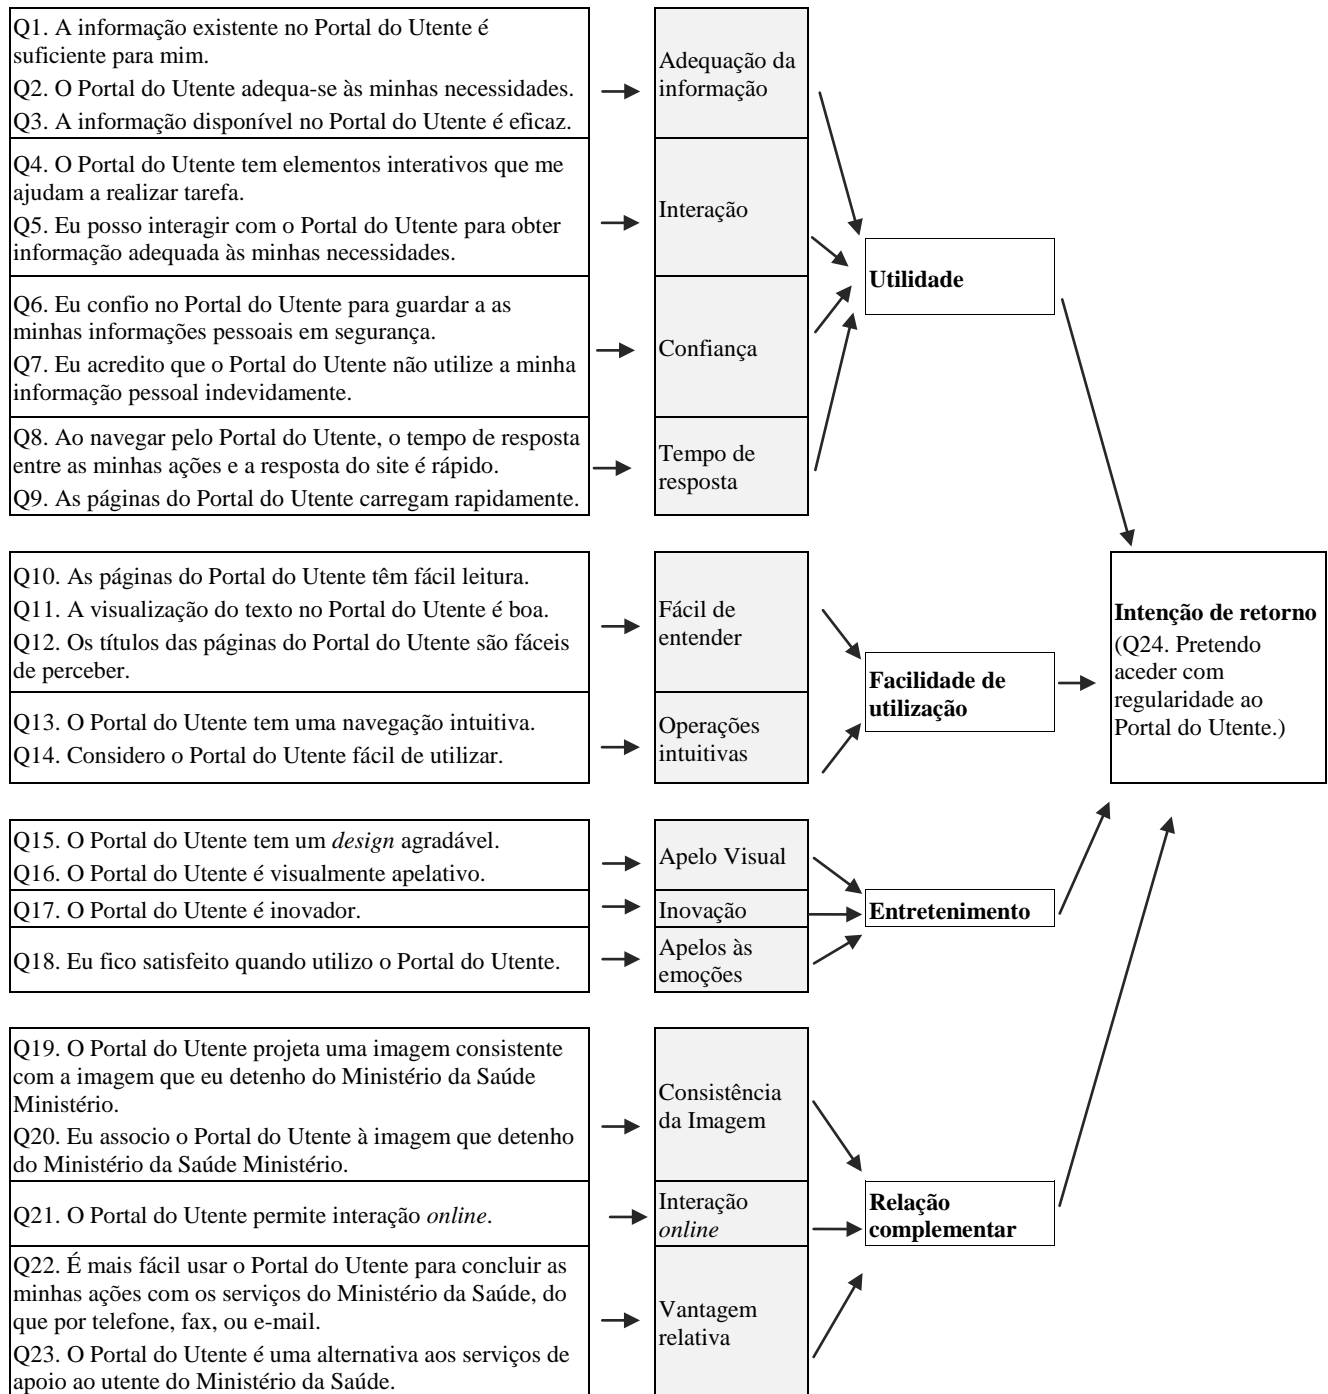 Q1. A informação existente no Portal do Utente é
suficiente para mim.
Q2. O Portal do Utente adequa-se às minhas necessidades.
Q3. A informação disponível no Portal do Utente é eficaz.
Adequação da
informação
Q4. O Portal do Utente tem elementos interativos que me
ajudam a realizar tarefa.
Q5. Eu posso interagir com o Portal do Utente para obter
informação adequada às minhas necessidades.
Interação
Q6. Eu confio no Portal do Utente para guardar a as
minhas informações pessoais em segurança.
Q7. Eu acredito que o Portal do Utente não utilize a minha
informação pessoal indevidamente.
Confiança
Q8. Ao navegar pelo Portal do Utente, o tempo de resposta
entre as minhas ações e a resposta do site é rápido.
Q9. As páginas do Portal do Utente carregam rapidamente.
Tempo de
resposta
Utilidade
Q10. As páginas do Portal do Utente têm fácil leitura.
Q11. A visualização do texto no Portal do Utente é boa.
Q12. Os títulos das páginas do Portal do Utente são fáceis
de perceber.
Fácil de
entender
Q13. O Portal do Utente tem uma navegação intuitiva.
Q14. Considero o Portal do Utente fácil de utilizar.
Operações
intuitivas
Facilidade de
utilização
Intenção de retorno
(Q24. Pretendo
aceder com
regularidade ao
Portal do Utente.)
Q15. O Portal do Utente tem um design agradável.
Q16. O Portal do Utente é visualmente apelativo.
Apelo Visual
Q17. O Portal do Utente é inovador.
Inovação
Q18. Eu fico satisfeito quando utilizo o Portal do Utente.
Apelos às
emoções
Entretenimento
Q19. O Portal do Utente projeta uma imagem consistente
com a imagem que eu detenho do Ministério da Saúde
Ministério.
Q20. Eu associo o Portal do Utente à imagem que detenho
do Ministério da Saúde Ministério.
Consistência
da Imagem
Q21. O Portal do Utente permite interação online.
Interação
online
Q22. É mais fácil usar o Portal do Utente para concluir as
minhas ações com os serviços do Ministério da Saúde, do
que por telefone, fax, ou e-mail.
Q23. O Portal do Utente é uma alternativa aos serviços de
apoio ao utente do Ministério da Saúde.
Vantagem
relativa
Relação
complementar